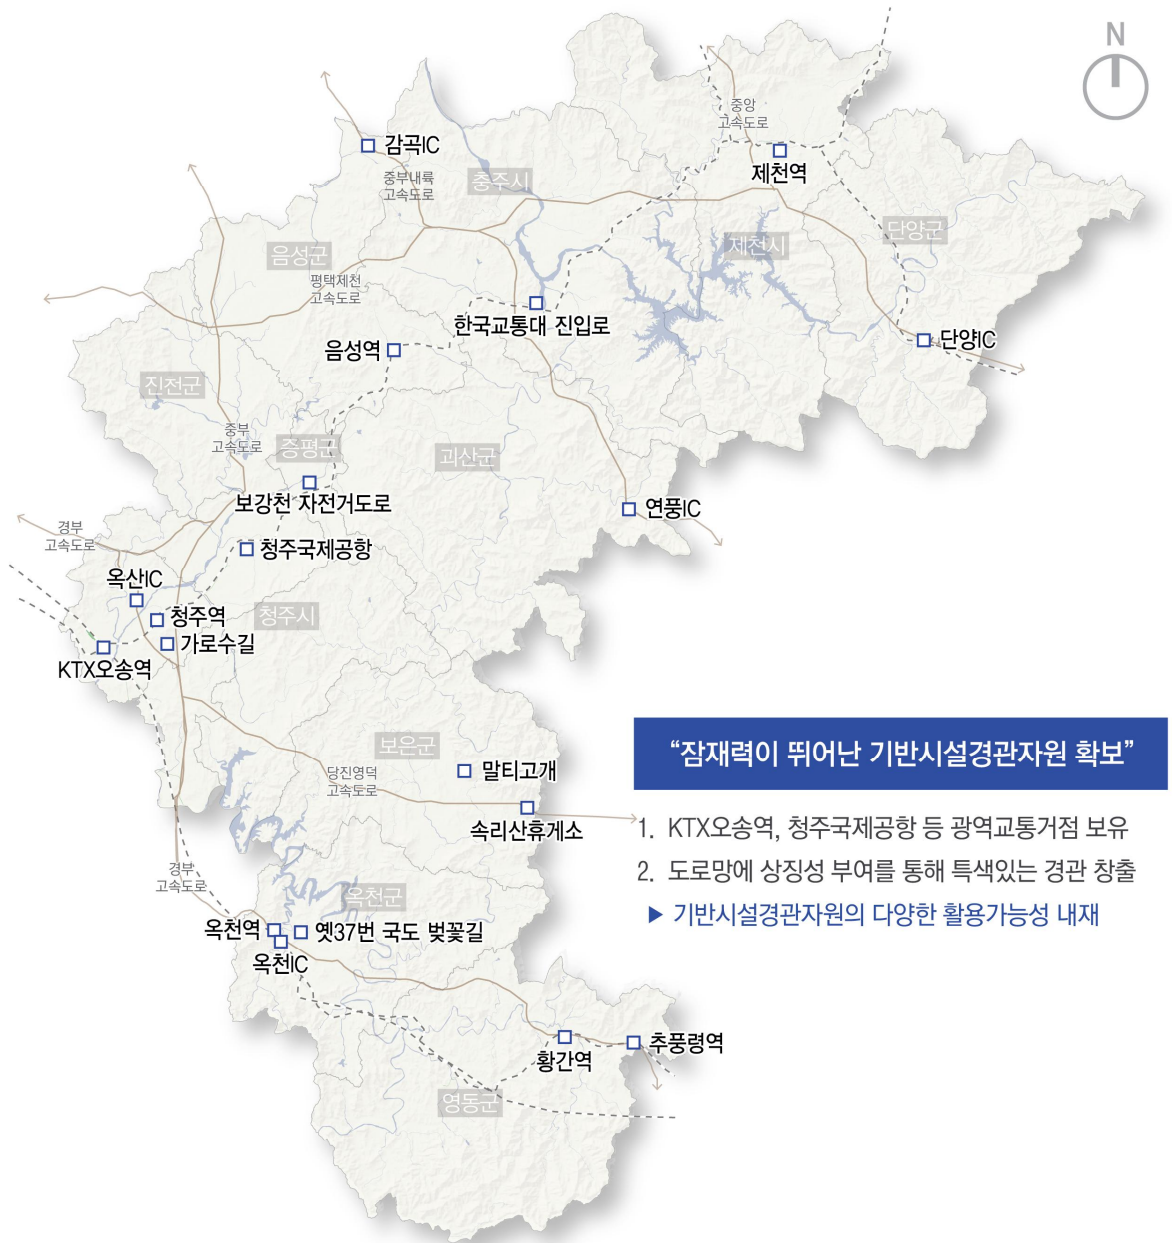 N
중앙
고속도로
감곡IC
제천역
중부내륙
고속도로
충주시
단양군
제천시
음성군
평택제천
고속도로
한국교통대 진입로
단양IC
음성역
진전군
중부
고속도로
증평군
괴산군
보강천 자전거도로
연풍IC
경부
고속도로
청주국제공항
옥산IC
청주역
청주시
가로수길
KTX오송역
보은군
말티고개
당진영덕
고속도로
속리산휴게소
“잠재력이 뛰어난 기반시설경관자원 확보”
1. KTX오송역, 청주국제공항 등 광역교통거점 보유
2. 도로망에 상징성 부여를 통해 특색있는 경관 창출
▶ 기반시설경관자원의 다양한 활용가능성 내재
경부
고속도로
옥천군
옥천역
옛37번 국도 벚꽃길
옥천IC
황간역
추풍령역
영동군